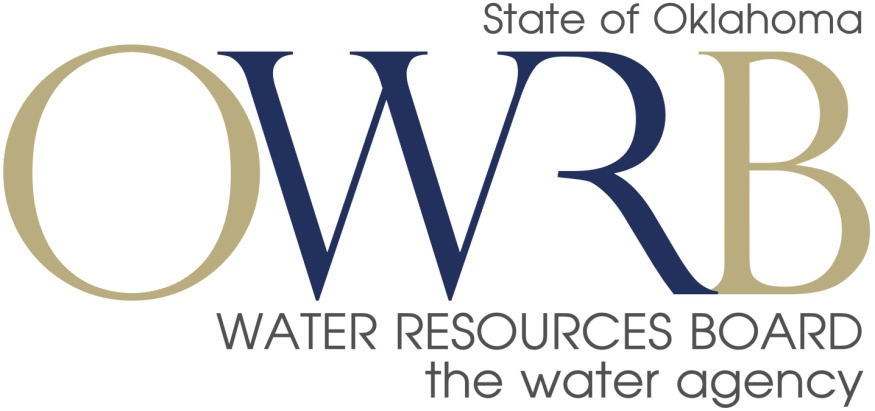 State of Oklahoma
OWRB
WATER RESOURCES BOARD
the water agency